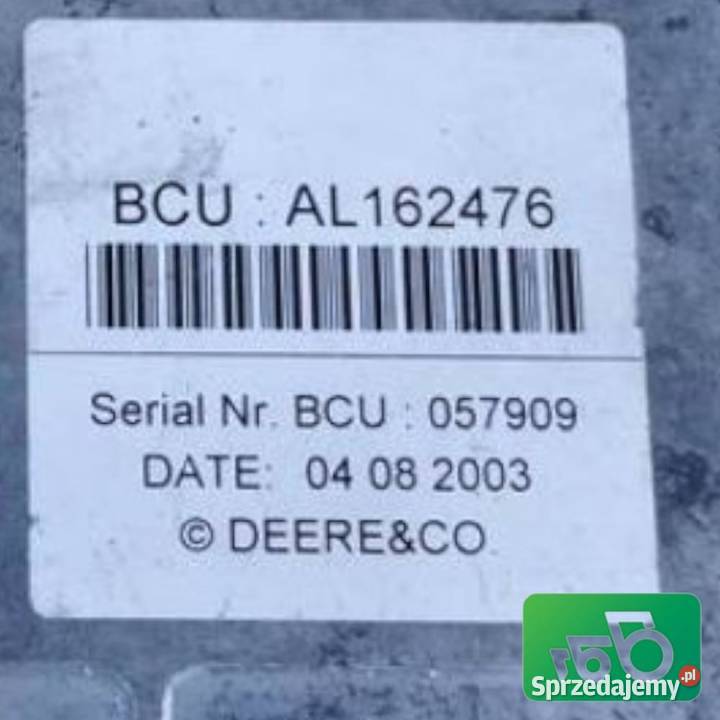 BCU : AL162476
Serial Nr. BCU : 057909
DATE: 04 08 2003
© DEERE&CO.
Sprzedajemy.pl